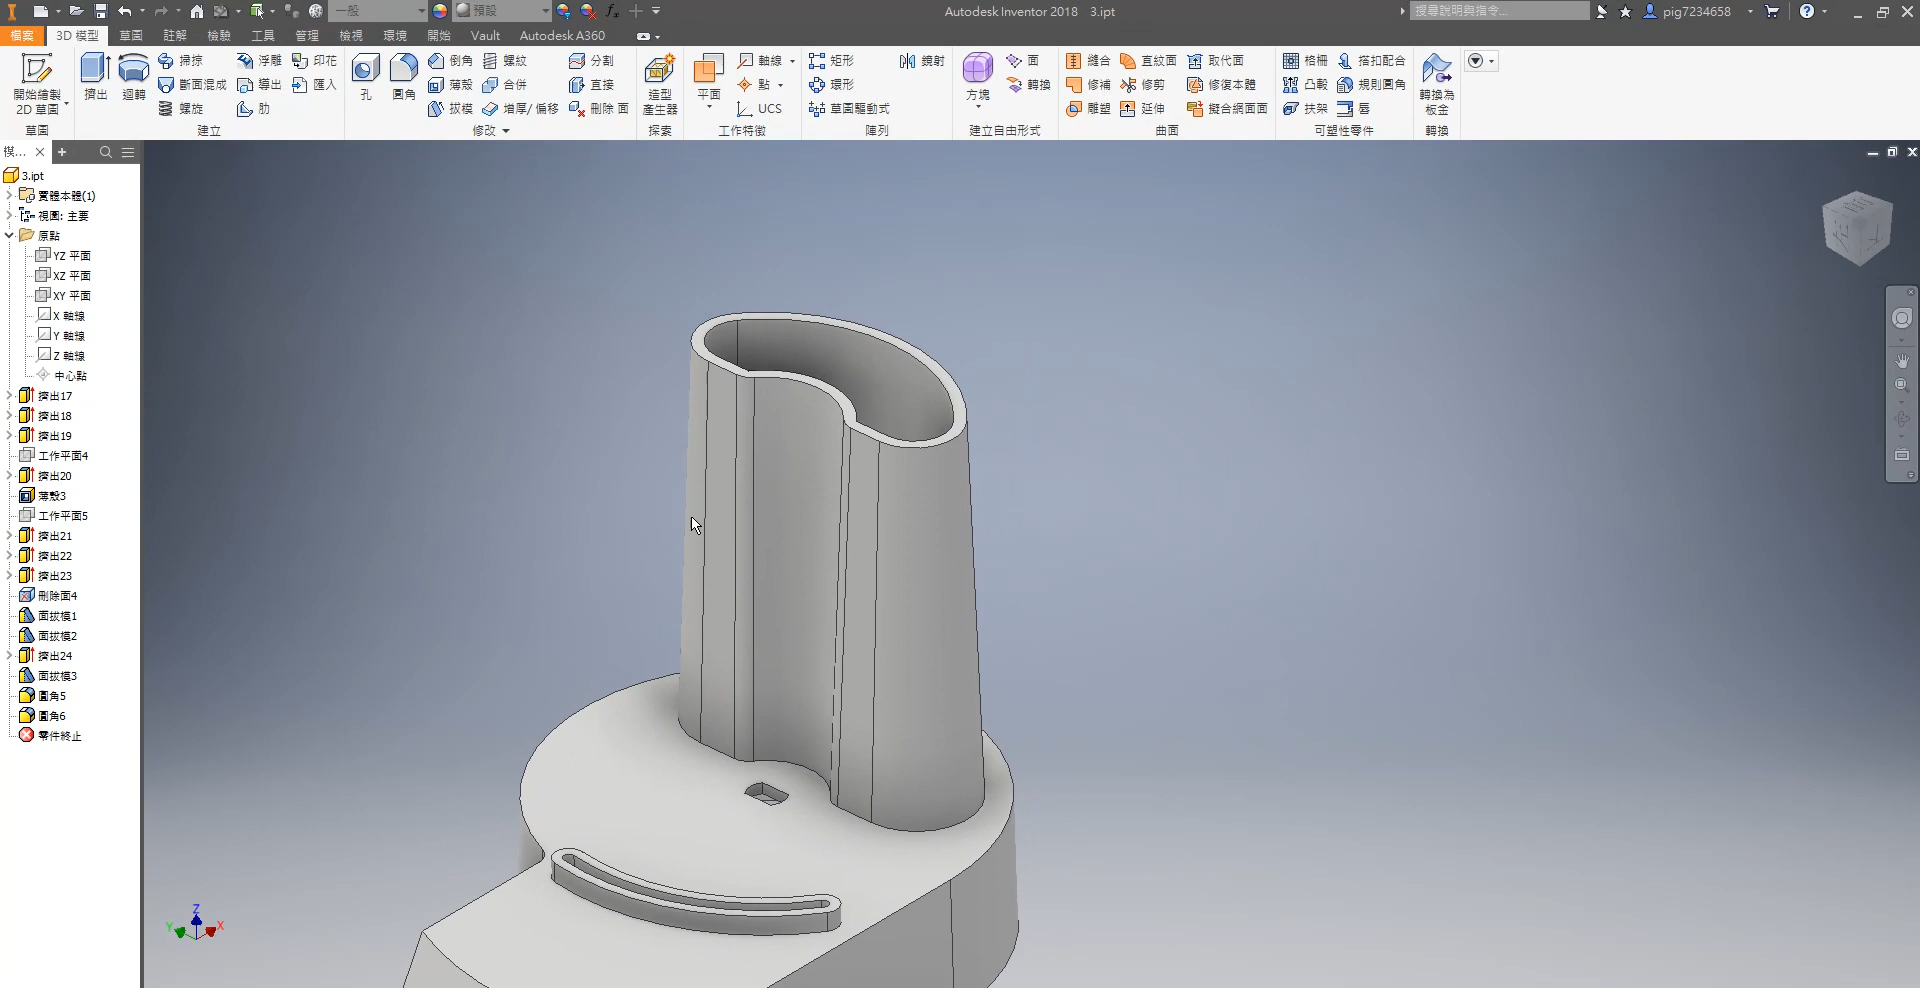 一般
預設
Autodesk Inventor 2018 3.ipt
搜尋說明與指令...
pig7234658
檔案 3D 模型 草圖 註解 檢驗 工具 管理 檢視 環境 開始 Vault Autodesk A360
開始繪製
2D 草圖
草圖
擠出 迴轉
掃掠 浮雕 印花
斷面混成 導出 匯入
螺旋 肋
建立
孔 圓角
倒角 螺紋 分割
薄殼 合併 直接
拔模 增厚/ 偏移 刪除 面
修改
造型
產生器
探索
平面
軸線
點
UCS
工作特徵
矩形 鏡射
環形
草圖驅動式
陣列
方塊
面
轉換
建立自由形式
縫合 直紋面 取代面
修補 修剪 修復本體
雕塑 延伸 擬合網面面
曲面
格柵 搭扣配合
凸轂 規則圓角
扶架 唇
可塑性零件
轉換為
板金
轉換
模...
3.ipt
實體本體(1)
視圖: 主要
原點
YZ 平面
XZ 平面
XY 平面
X 軸線
Y 軸線
Z 軸線
中心點
擠出17
擠出18
擠出19
工作平面4
擠出20
薄殼3
工作平面5
擠出21
擠出22
擠出23
刪除面4
面拔模1
面拔模2
擠出24
面拔模3
圓角5
圓角6
零件終止
Z
Y
X